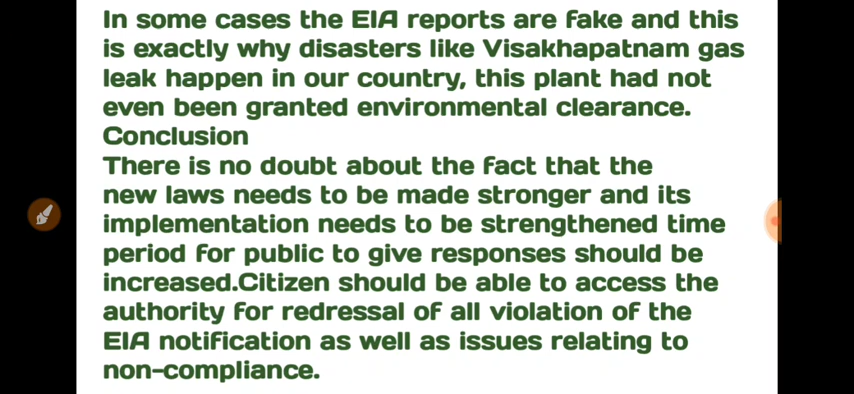 In some cases the EIA reports are fake and this
is exactly why disasters like Visakhapatnam gas
leak happen in our country, this plant had not
even been granted environmental clearance.
Conclusion
There is no doubt about the fact that the
new laws needs to be made stronger and its
implementation needs to be strengthened time
period for public to give responses should be
increased.Citizen should be able to access the
authority for redressal of all violation of the
EIA notification as well as issues relating to
non-compliance.